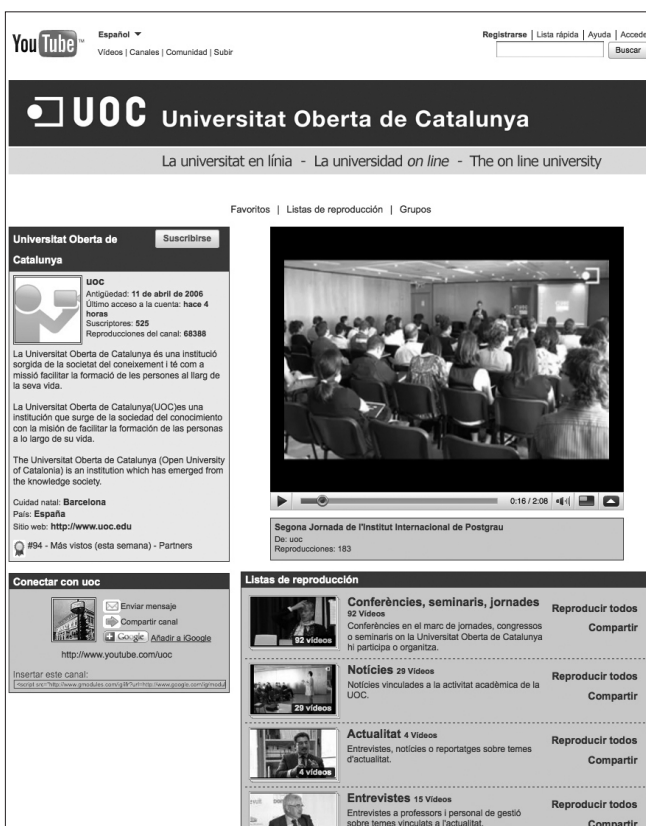 You Tube ™
Español
Vídeos | Canales | Comunidad | Subir
Registrarse | Lista rápida | Ayuda | Accede
Buscar
UOC Universitat Oberta de Catalunya
La universitat en línia - La universidad on line - The on line university
Favoritos | Listas de reproducción | Grupos
Universitat Oberta de
Catalunya
Suscribirse
uoc
Antigüedad: 11 de abril de 2006
Último acceso a la cuenta: hace 4
horas
Suscriptores: 525
Reproducciones del canal: 68388
La Universitat Oberta de Catalunya és una institució
sorgida de la societat del coneixement i té com a
missió facilitar la formació de les persones al llarg de
la seva vida.
La Universitat Oberta de Catalunya(UOC)es una
institución que surge de la sociedad del conocimiento
con la misión de facilitar la formación de las personas
a lo largo de su vida.
The Universitat Oberta de Catalunya (Open University
of Catalonia) is an institution which has emerged from
the knowledge society.
Cuidad natal: Barcelona
País: España
Sitio web: http://www.uoc.edu
#94 - Más vistos (esta semana) - Partners
0:16 / 2:08
Segona Jornada de l'Institut Internacional de Postgrau
De: uoc
Reproducciones: 183
Conectar con uoc
Enviar mensaje
Compartir canal
Google Añadir a iGoogle
http://www.youtube.com/uoc
Insertar este canal:
Listas de reproducción
92 vídeos
Conferències, seminaris, jornades
92 Vídeos
Conferències en el marc de jornades, congressos
o seminaris on la Universitat Oberta de Catalunya
hi participa o organitza.
Reproducir todos
Compartir
29 vídeos
Notícies 29 Vídeos
Notícies vinculades a la activitat acadèmica de la
UOC.
Reproducir todos
Compartir
4 vídeos
Actualitat 4 Vídeos
Entrevistes, notícies o reportatges sobre temes
d'actualitat.
Reproducir todos
Compartir
Entrevistes 15 Vídeos
Entrevistes a professors i personal de gestió
sobre temes vinculats a l'actualitat.
Reproducir todos
Compartir